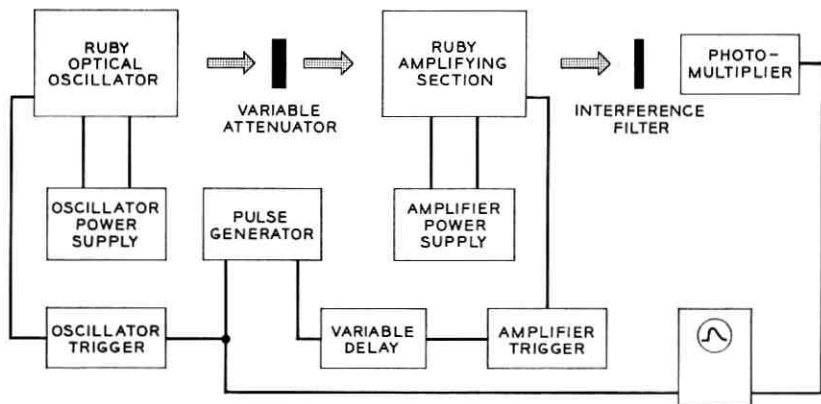 RUBY
OPTICAL
OSCILLATOR
VARIABLE
ATTENUATOR
RUBY
AMPLIFYING
SECTION
INTERFERENCE
FILTER
PHOTO-
MULTIPLIER
OSCILLATOR
POWER
SUPPLY
PULSE
GENERATOR
AMPLIFIER
POWER
SUPPLY
OSCILLATOR
TRIGGER
VARIABLE
DELAY
AMPLIFIER
TRIGGER